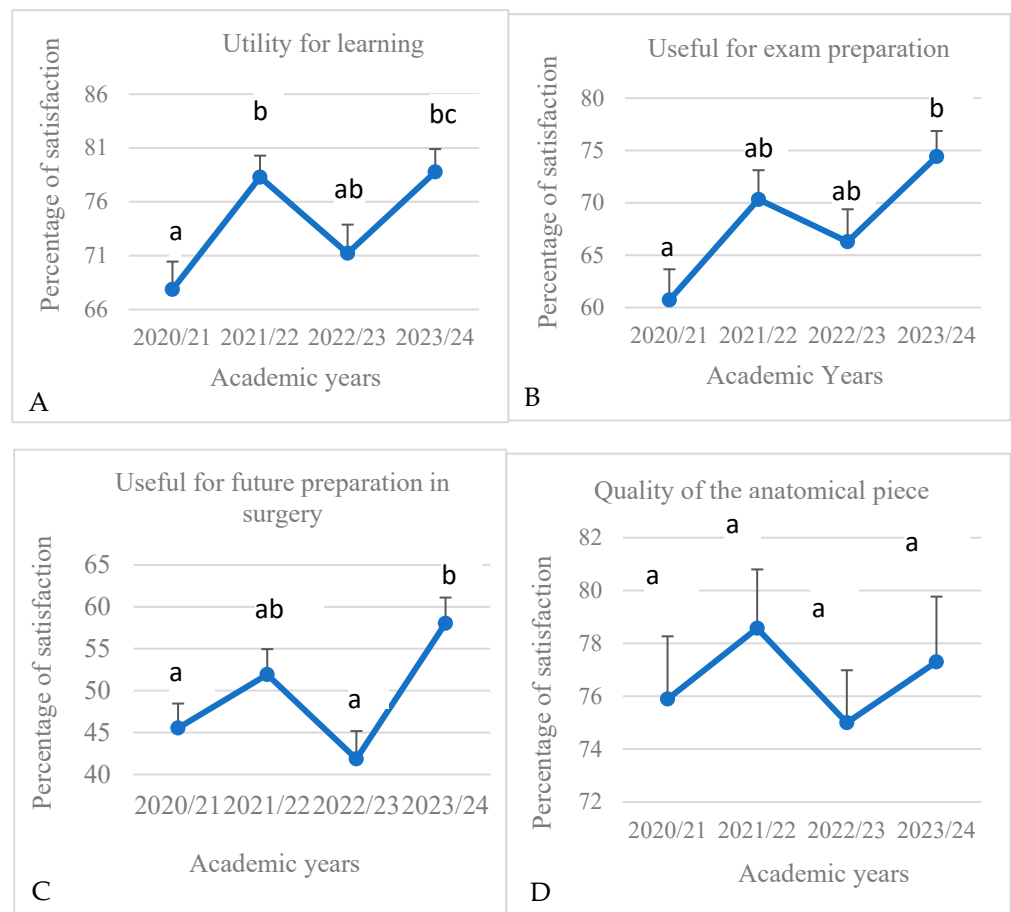 Utility for learning
Percentage of satisfaction
86
81
76
71
66
a
b
ab
bc
2020/21 2021/22 2022/23 2023/24
Academic years
A
Useful for exam preparation
Percentage of satisfaction
80
75
70
65
60
a
ab
ab
b
2020/21 2021/22 2022/23 2023/24
Academic Years
B
Useful for future preparation in
surgery
Percentage of satisfaction
65
60
55
50
45
40
a
ab
a
b
2020/21 2021/22 2022/23 2023/24
Academic years
C
Quality of the anatomical piece
Percentage of satisfaction
82
80
78
76
74
72
a
a
a
a
2020/21 2021/22 2022/23 2023/24
Academic years
D